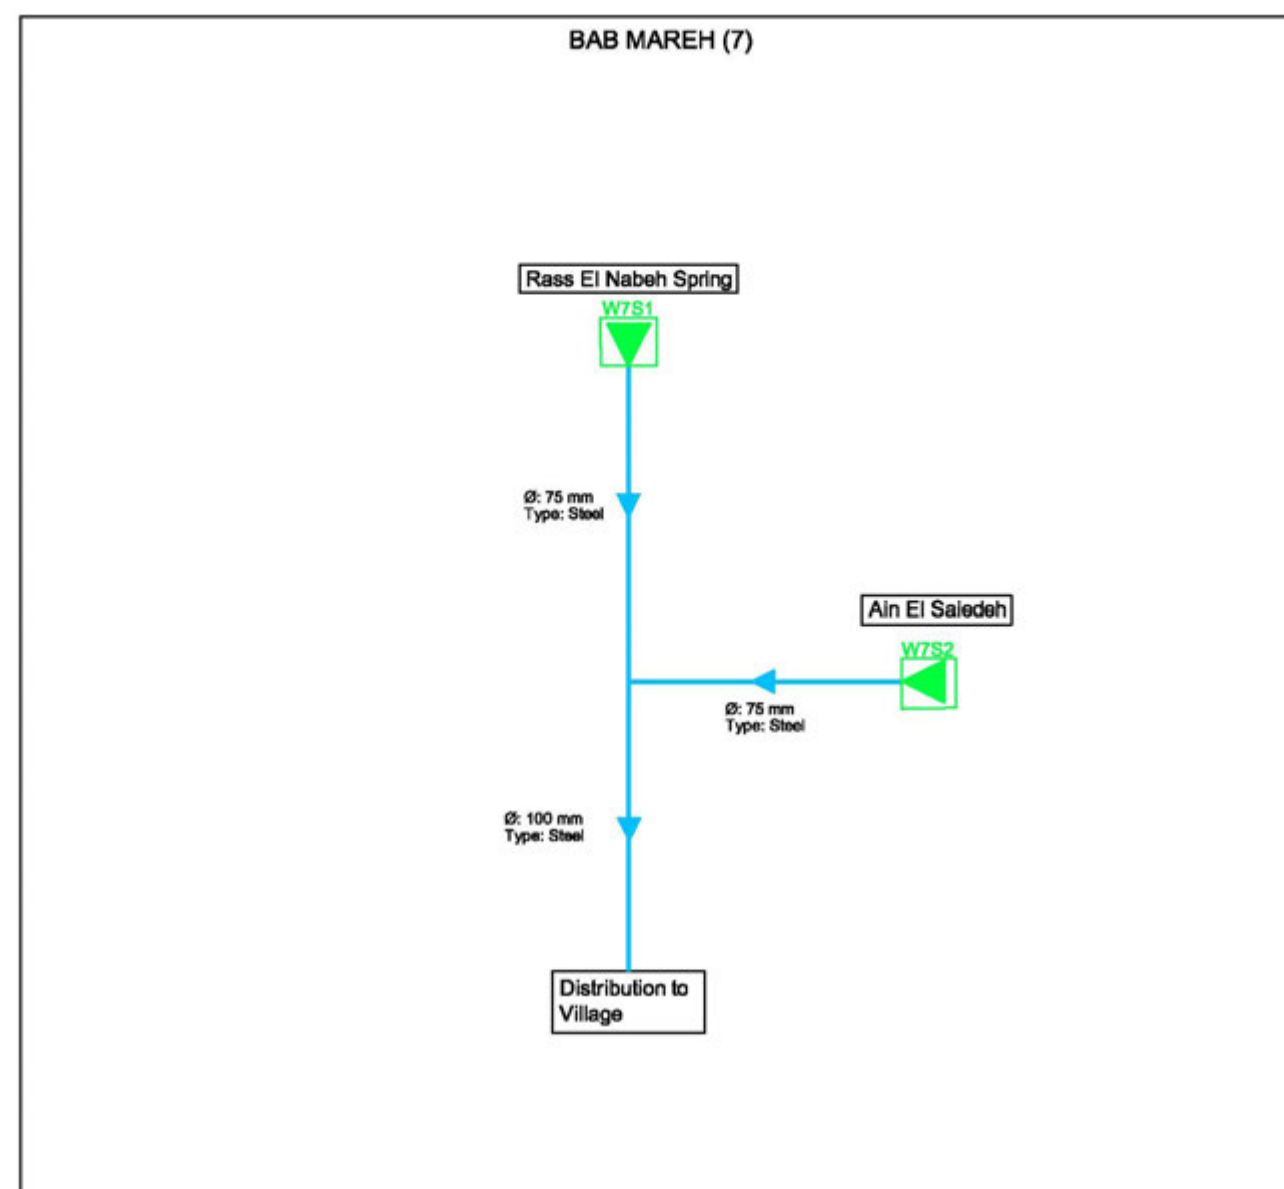 BAB MAREH (7)
Rass El Nabeh Spring
W7S1
Ø: 75 mm
Type: Steel
Ain El Saiedeh
W7S2
Ø: 75 mm
Type: Steel
Ø: 100 mm
Type: Steel
Distribution to
Village